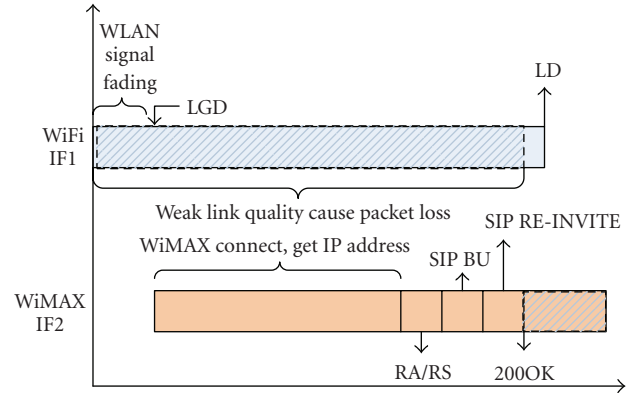 WLAN
signal
fading
LGD
LD
WiFi
IF1
Weak link quality cause packet loss
SIP RE-INVITE
WiMAX connect, get IP address
SIP BU
WiMAX
IF2
RA/RS
200OK